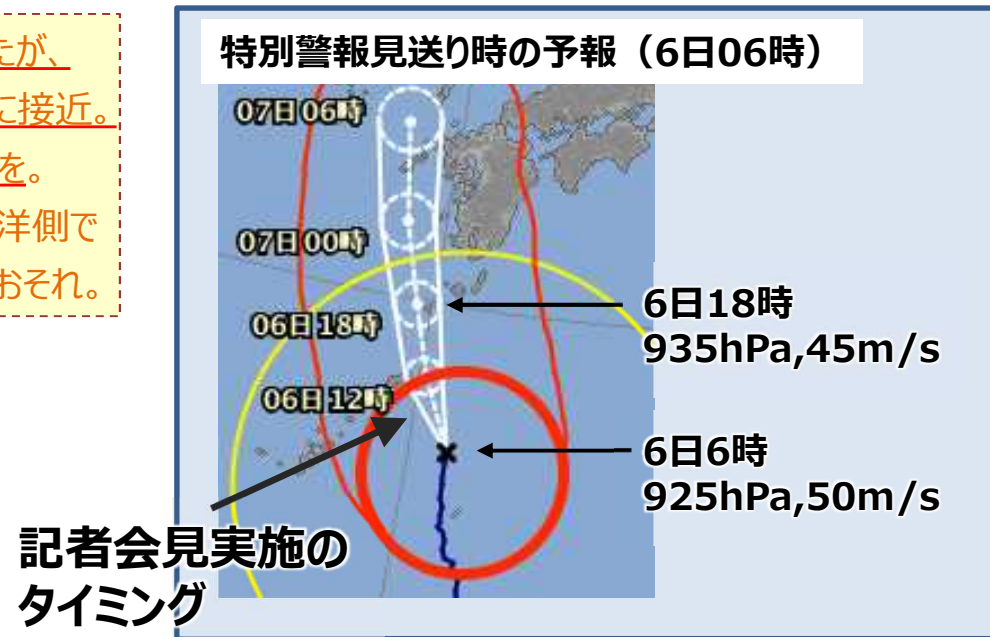 たが、
に接近。
を。
洋側で
おそれ。
特別警報見送り時の予報（6日06時）
07日06時
07日00時
06日18時
06日12時
6日18時
935hPa,45m/s
6日6時
925hPa,50m/s
記者会見実施の
タイミング